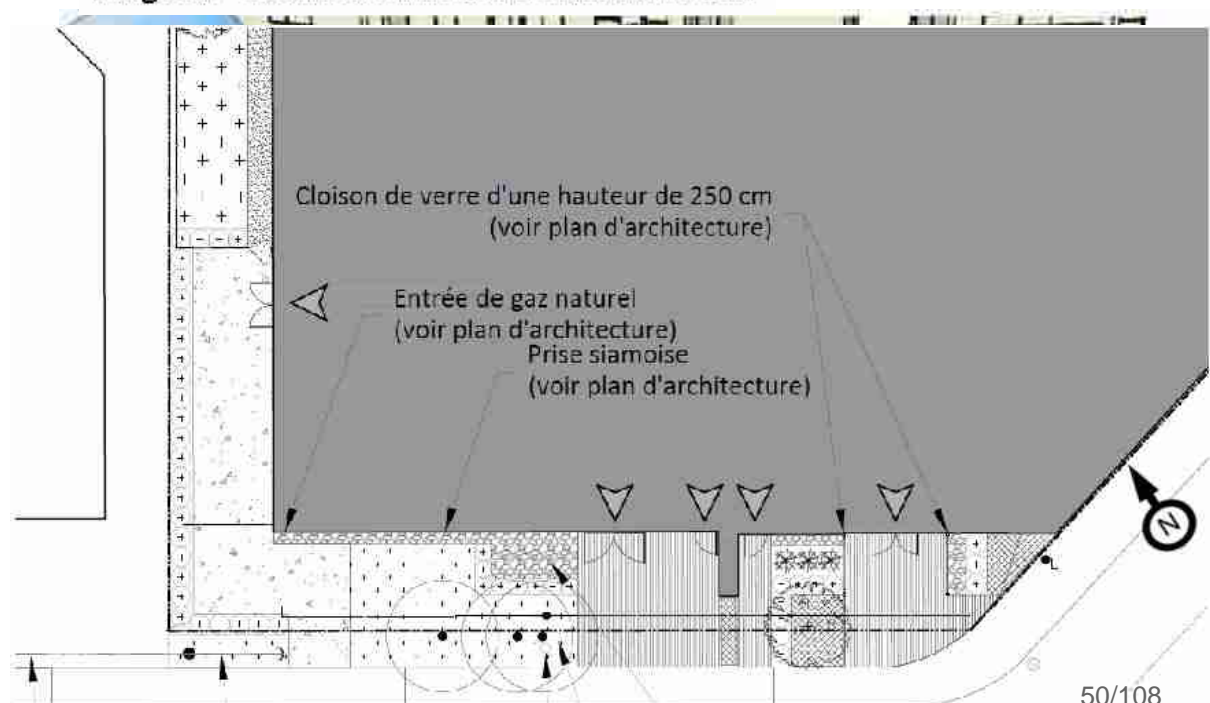 Cloison de verre d'une hauteur de 250 cm
(voir plan d'architecture)
Entrée de gaz naturel
(voir plan d'architecture)
Prise siamoise
(voir plan d'architecture)
N
L
50/108